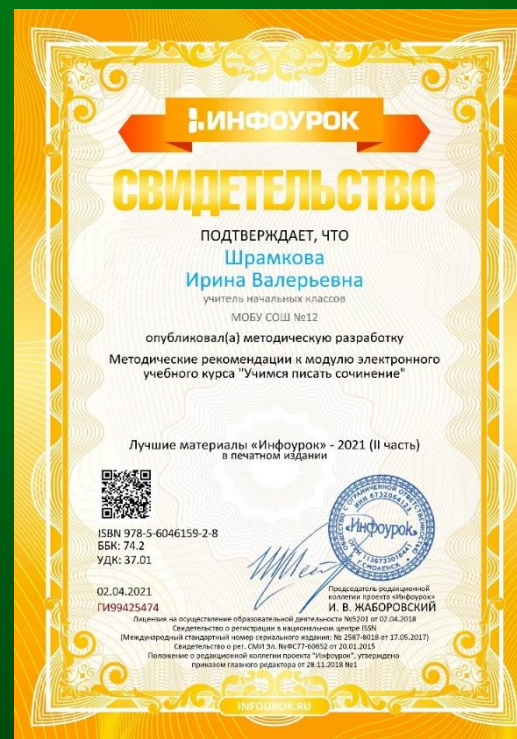 ИНФОУРОК
СВИДЕТЕЛЬСТВО
ПОДТВЕРЖДАЕТ, ЧТО
Шрамкова
Ирина Валерьевна
учитель начальных классов
МОБУ СОШ №12
опубликовал(а) методическую разработку
Методические рекомендации к модулю электронного
учебного курса "Учимся писать сочинение"
Лучшие материалы «Инфоурок» - 2021 (II часть)
в печатном издании
ISBN 978-5-6046159-2-8
ББК: 74.2
УДК: 37.01
02.04.2021
ГИ99425474
С ОГРАНИЧЕННОЙ ОТВЕТСТВЕННОСТЬЮ
«Инфоурок»
Г.СМОЛЕНСК
Председатель редакционной
коллегии проекта «Инфоурок»
И. В. ЖАБОРОВСКИЙ
Лицензия на осуществление образовательной деятельности №5201 от 02.04.2018
Свидетельство о регистрации в национальном центре ISSN
(Международный стандартный номер сериального издания: № 2587-8018 от 17.05.2017)
Свидетельство о рег. СМИ Эл. №ФС77-60652 от 20.01.2015
Положение о редакционной коллегии проекта "Инфоурок", утверждено
приказом главного редактора от 28.11.2018 №1
INFOUROK.RU